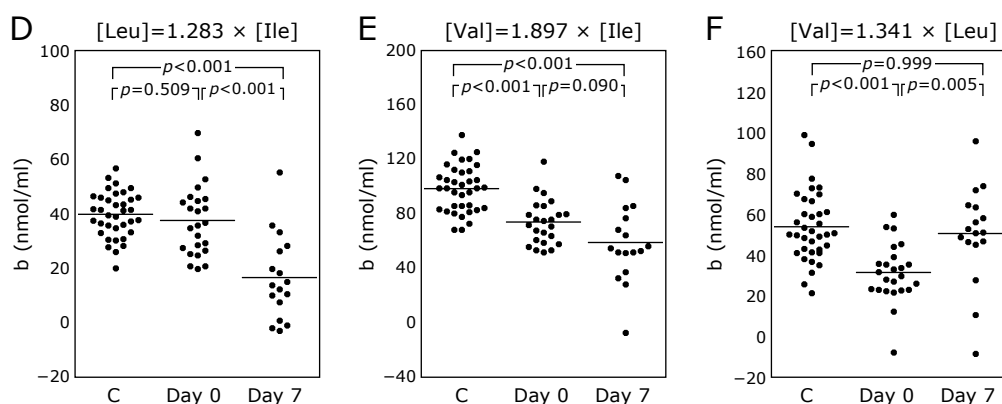 D [Leu]=1.283 × [Ile]
b (nmol/ml)
100
80
60
40
20
0
−20
p<0.001
p=0.509 p<0.001
C Day 0 Day 7
E [Val]=1.897 × [Ile]
b (nmol/ml)
200
160
120
80
40
0
−40
p<0.001
p<0.001 p=0.090
C Day 0 Day 7
F [Val]=1.341 × [Leu]
b (nmol/ml)
160
120
100
80
60
40
20
0
−20
p=0.999
p<0.001 p=0.005
C Day 0 Day 7